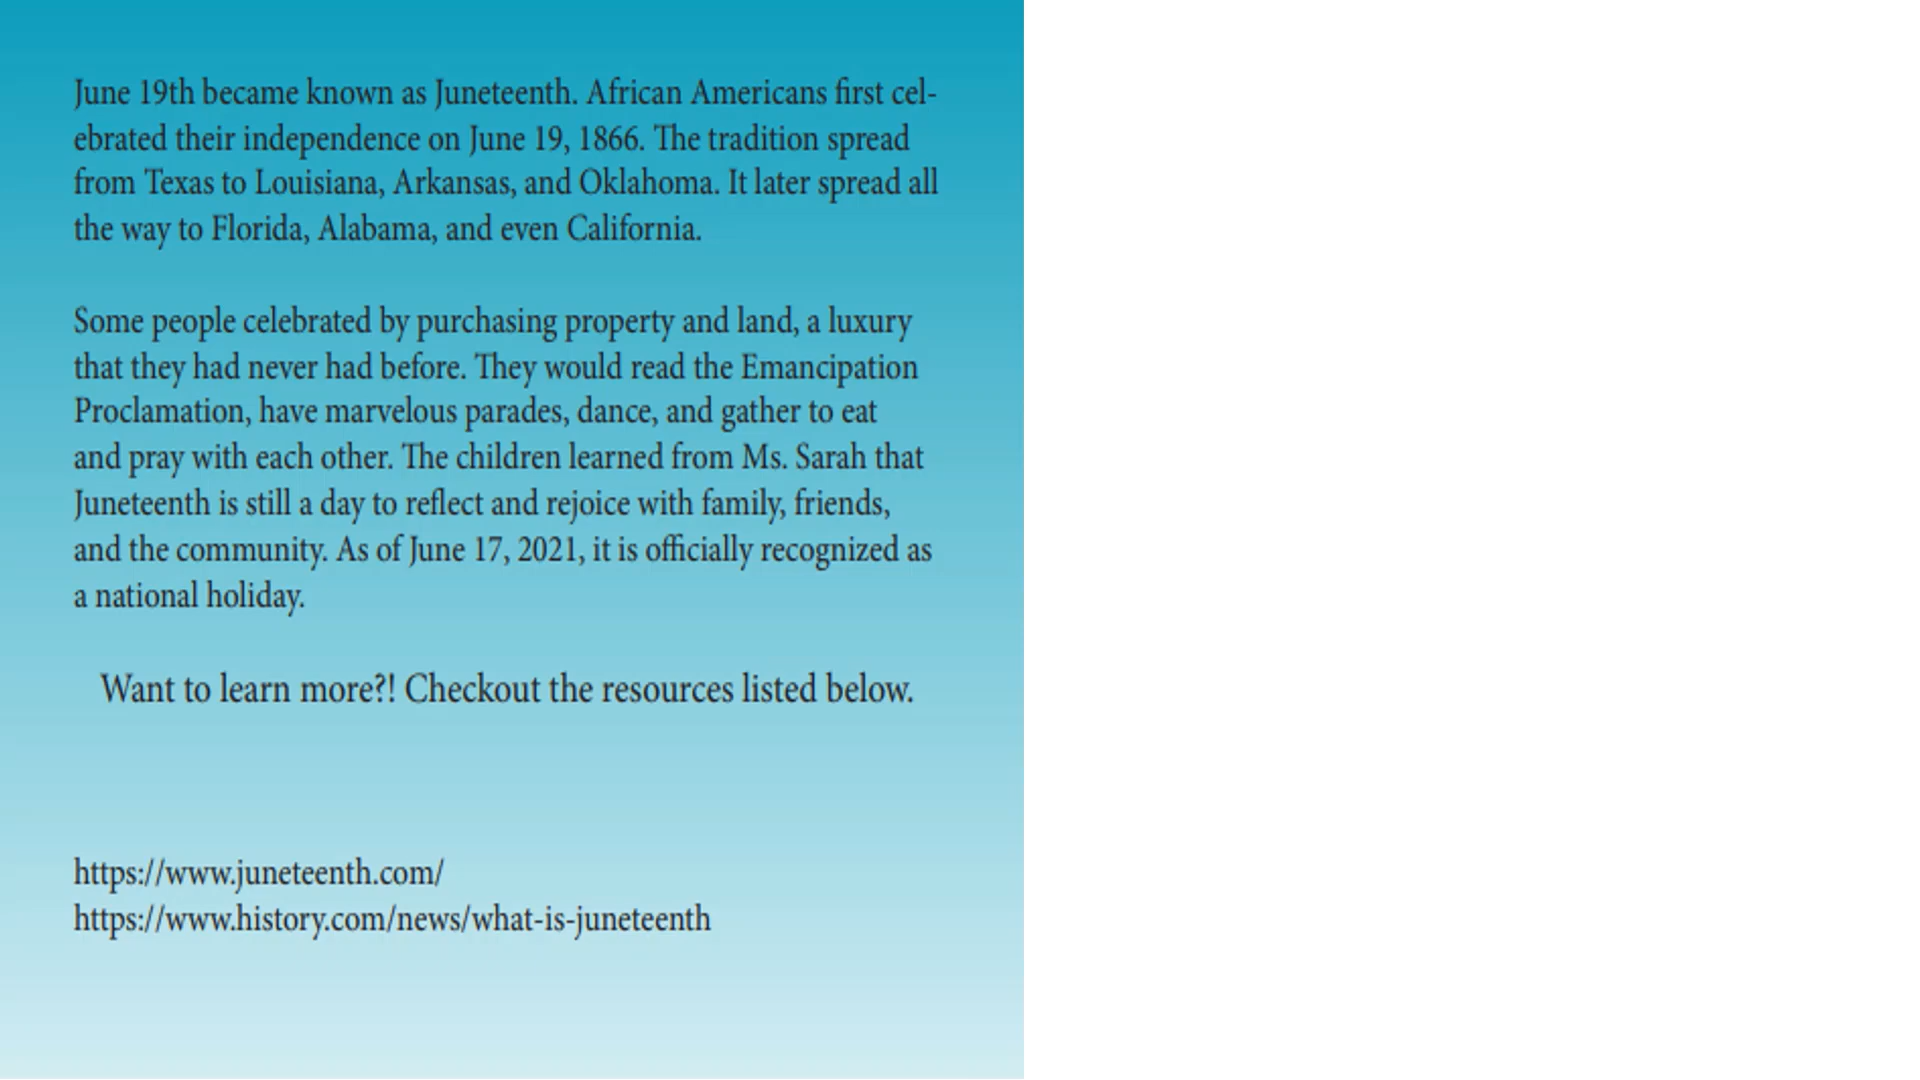 June 19th became known as Juneteenth. African Americans first cel-
ebrated their independence on June 19, 1866. The tradition spread
from Texas to Louisiana, Arkansas, and Oklahoma. It later spread all
the way to Florida, Alabama, and even California.
Some people celebrated by purchasing property and land, a luxury
that they had never had before. They would read the Emancipation
Proclamation, have marvelous parades, dance, and gather to eat
and pray with each other. The children learned from Ms. Sarah that
Juneteenth is still a day to reflect and rejoice with family, friends,
and the community. As of June 17, 2021, it is officially recognized as
a national holiday.
Want to learn more?! Checkout the resources listed below.
https://www.juneteenth.com/
https://www.history.com/news/what-is-juneteenth